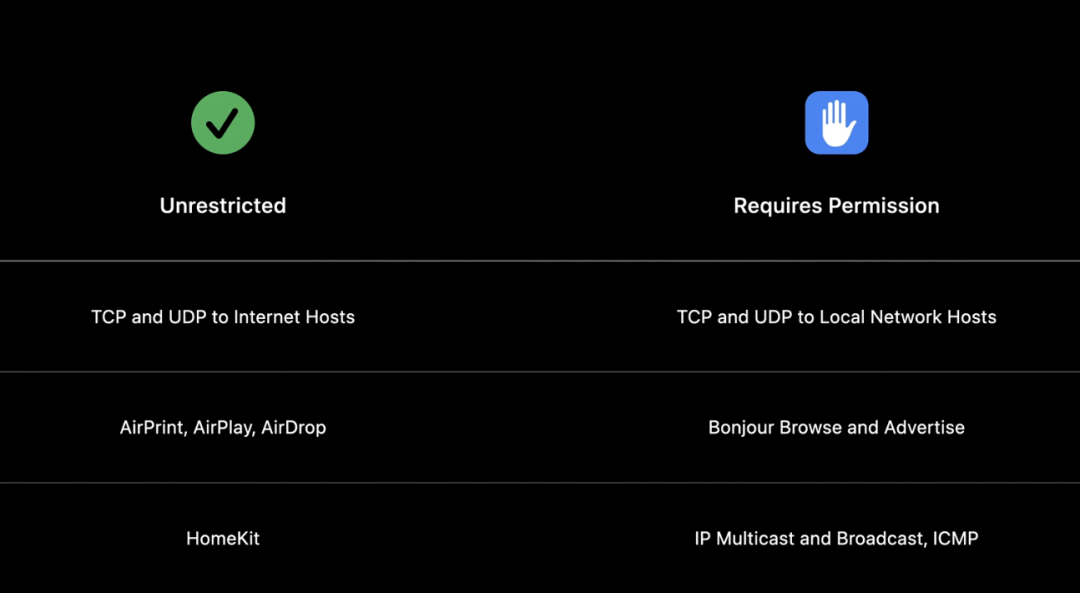 Unrestricted
Requires Permission
TCP and UDP to Internet Hosts
TCP and UDP to Local Network Hosts
AirPrint, AirPlay, AirDrop
Bonjour Browse and Advertise
HomeKit
IP Multicast and Broadcast, ICMP